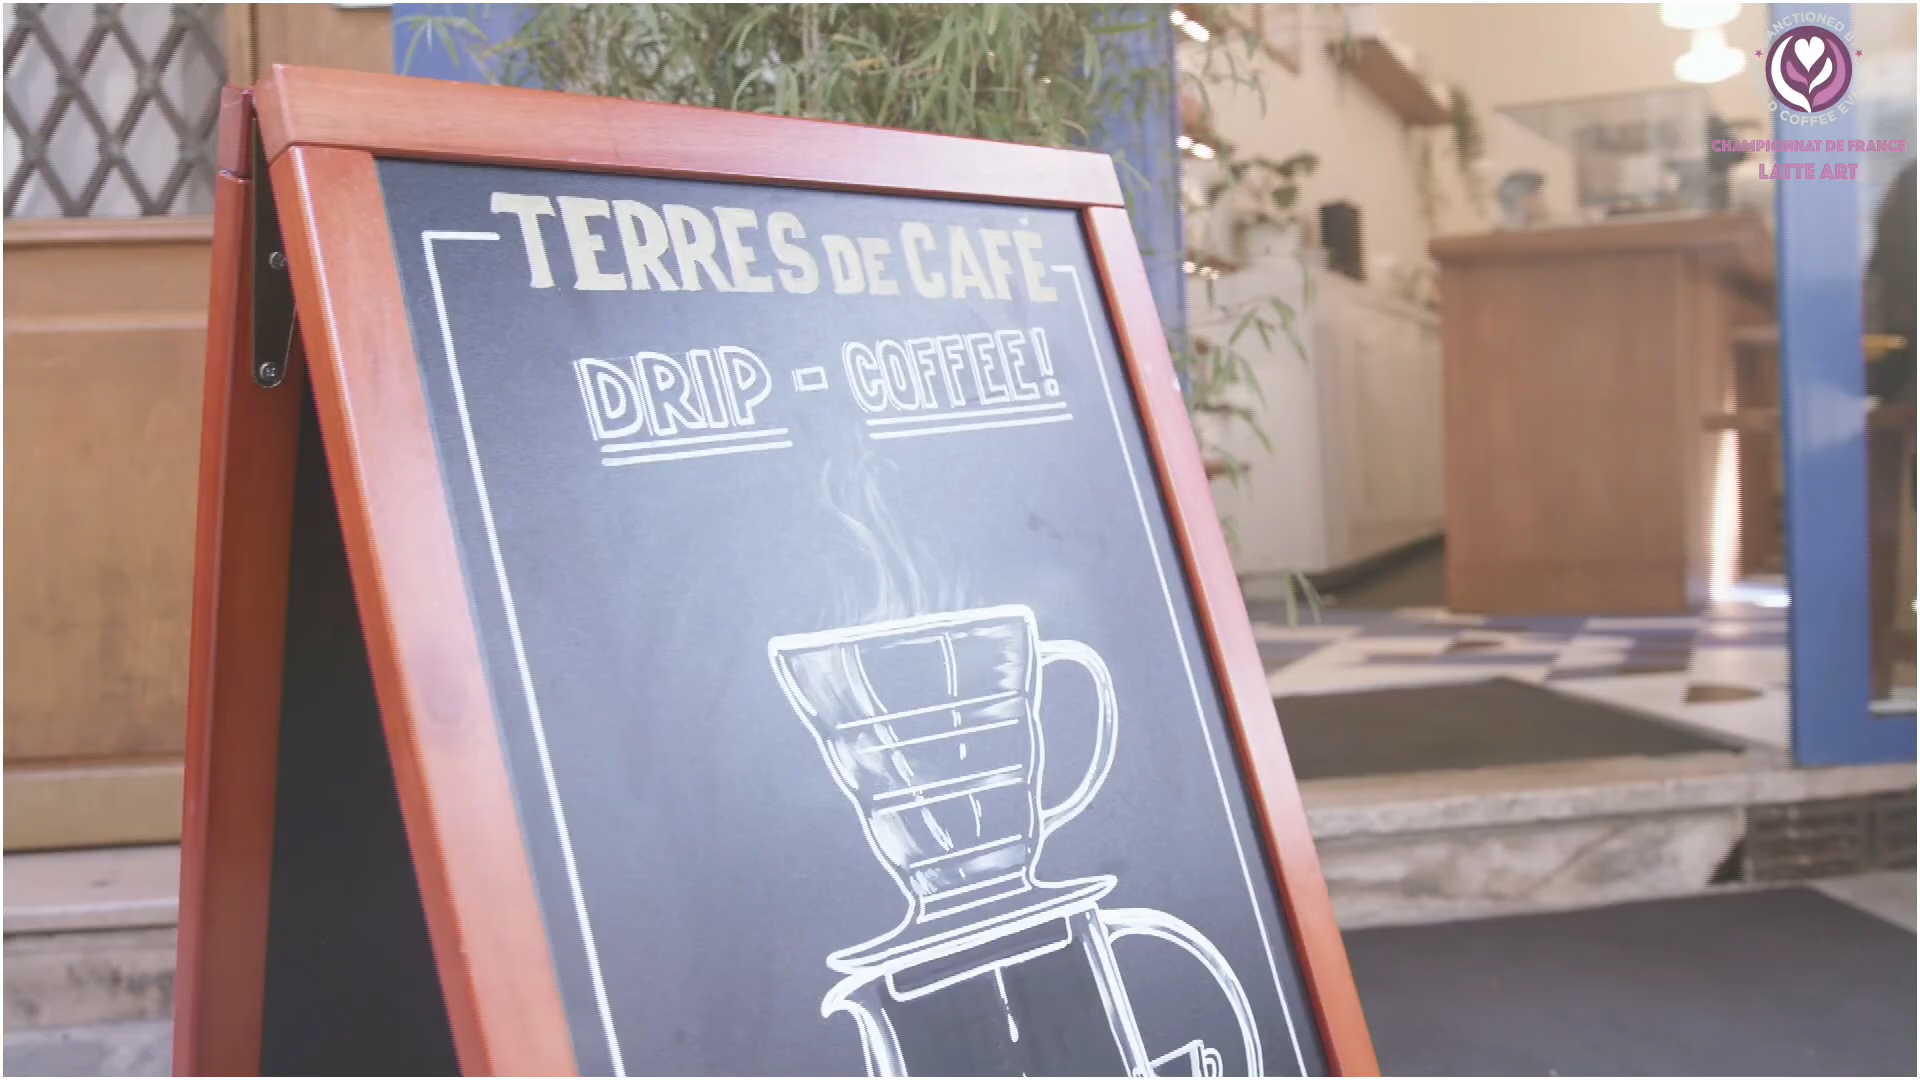 TERRES DE CAFÉ
DRIP - COFFEE!
CHAMPIONNAT DE FRANCE
LATTE ART